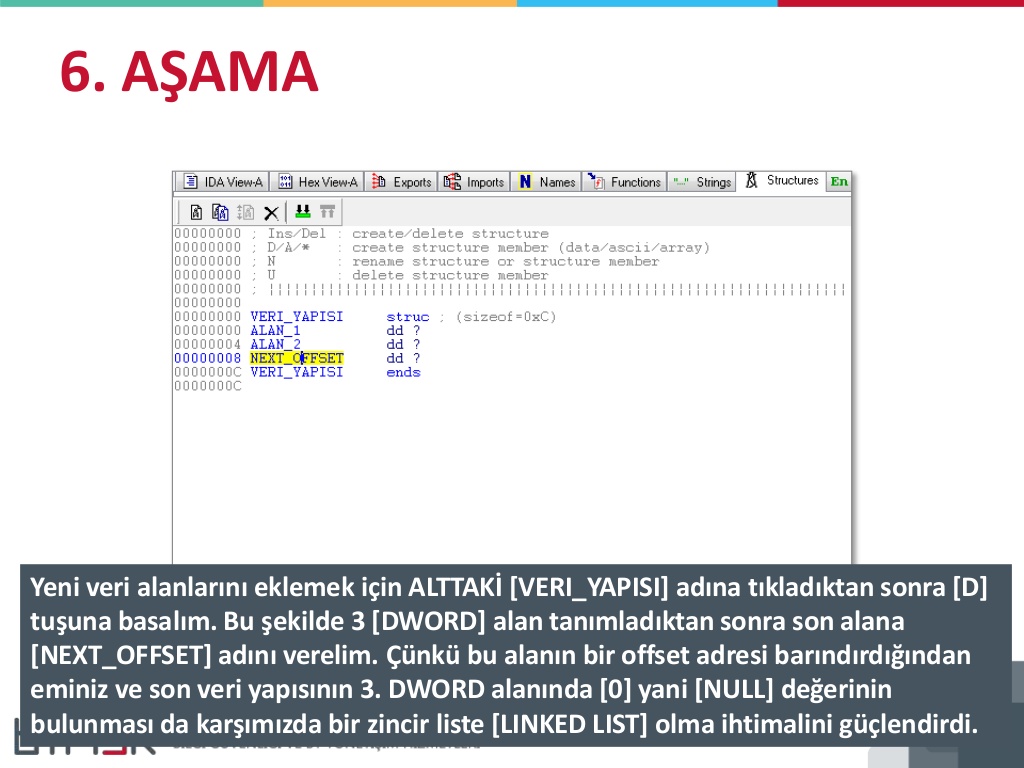 6. AŞAMA
IDA View-A Hex View-A Exports Imports N Names Functions "..." Strings Structures En
00000000 ; Ins/Del : create/delete structure
00000000 ; D/A/* : create structure member (data/ascii/array)
00000000 ; N : rename structure or structure member
00000000 ; U : delete structure member
00000000 ; ¦¦¦¦¦¦¦¦¦¦¦¦¦¦¦¦¦¦¦¦¦¦¦¦¦¦¦¦¦¦¦¦¦¦¦¦¦¦¦¦¦¦¦¦¦¦¦¦¦¦¦¦¦¦¦¦¦¦¦¦¦¦¦¦¦¦
00000000
00000000 VERI_YAPISI struc ; (sizeof=0xC)
00000000 ALAN_1 dd ?
00000004 ALAN_2 dd ?
00000008 NEXT_OFFSET dd ?
0000000C VERI_YAPISI ends
0000000C
Yeni veri alanlarını eklemek için ALTTAKİ [VERI_YAPISI] adına tıkladıktan sonra [D]
tuşuna basalım. Bu şekilde 3 [DWORD] alan tanımladıktan sonra son alana
[NEXT_OFFSET] adını verelim. Çünkü bu alanın bir offset adresi barındırdığından
eminiz ve son veri yapısının 3. DWORD alanında [0] yani [NULL] değerinin
bulunması da karşımızda bir zincir liste [LINKED LIST] olma ihtimalini güçlendirdi.